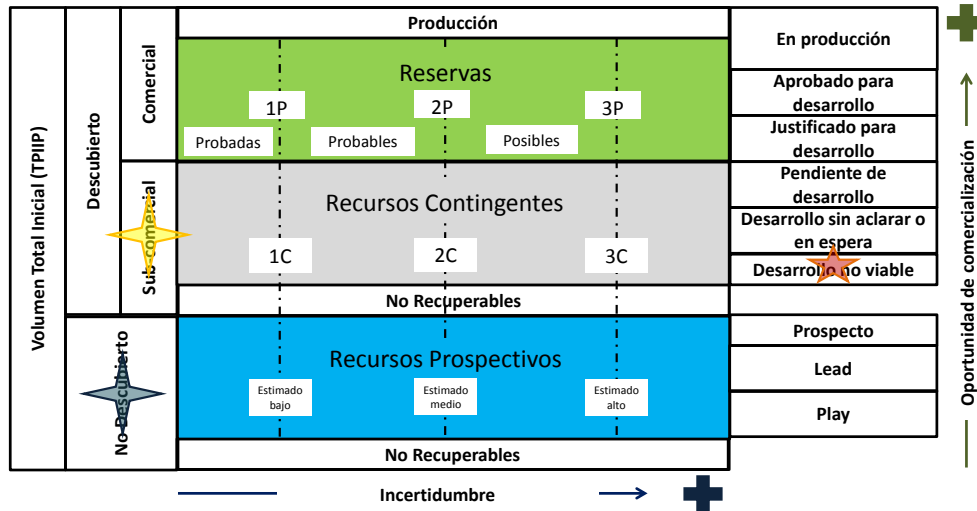 Volumen Total Inicial (TPIIP)
Descubierto
No Descubierto
Comercial
Sub-comercial
Producción
Reservas
1P
2P
3P
Probadas
Probables
Posibles
Recursos Contingentes
1C
2C
3C
No Recuperables
Recursos Prospectivos
Estimado
bajo
Estimado
medio
Estimado
alto
No Recuperables
En producción
Aprobado para
desarrollo
Justificado para
desarrollo
Pendiente de
desarrollo
Desarrollo sin aclarar o
en espera
Desarrollo no viable
Prospecto
Lead
Play
Oportunidad de comercialización
Incertidumbre